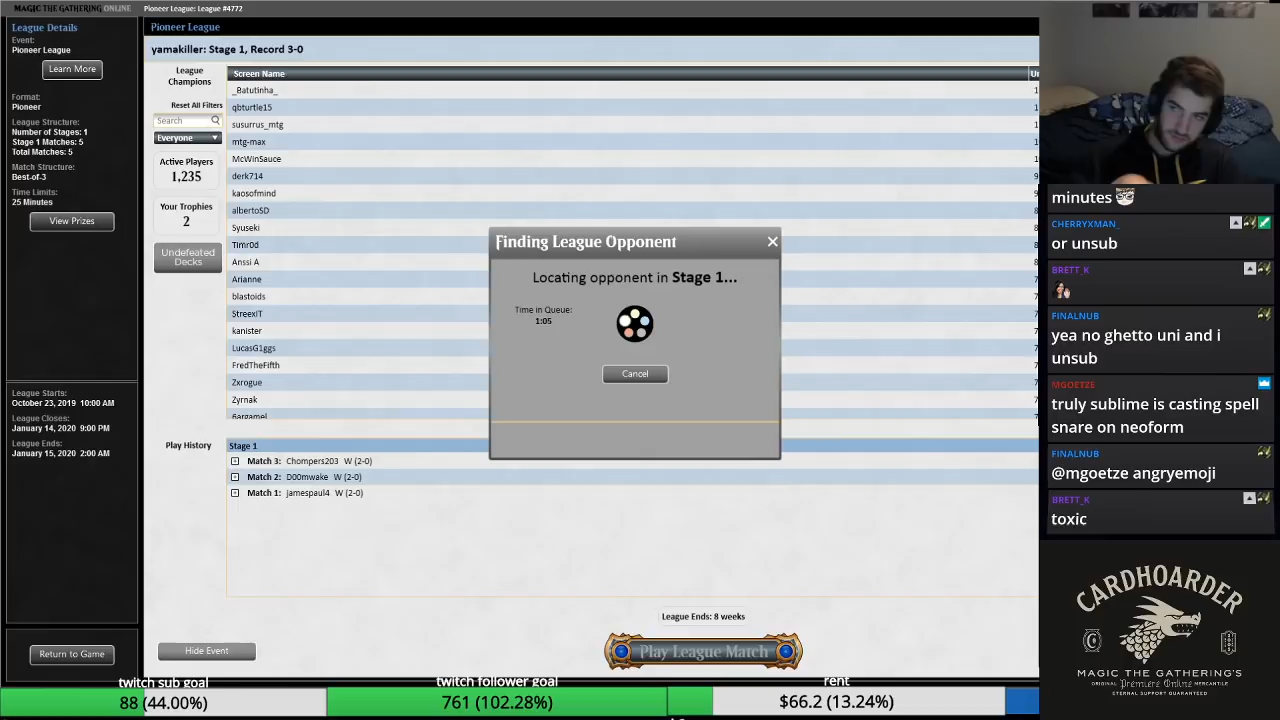 MAGIC THE GATHERING ONLINE
Pioneer League: League #4772
League Details
Event:
Pioneer League
Learn More
Format:
Pioneer
League Structure:
Number of Stages: 1
Stage 1 Matches: 5
Total Matches: 5
Match Structure:
Best-of-3
Time Limits:
25 Minutes
View Prizes
League Starts:
October 23, 2019 10:00 AM
League Closes:
January 14, 2020 9:00 PM
League Ends:
January 15, 2020 2:00 AM
Return to Game
Pioneer League
yamakiller: Stage 1, Record 3-0
League
Champions
Reset All Filters
Search
Everyone
Active Players
1,235
Your Trophies
2
Undefeated
Decks
Screen Name
_Batutinha_
qbturtle15
susurrus_mtg
mtg-max
McWinSauce
derk714
kaosofmind
albertoSD
Syuseki
Timr0d
Anssi A
Arianne
blastoids
StreexIT
kanister
LucasG1ggs
FredTheFifth
Zxrogue
Zyrnak
6argamel
Finding League Opponent
Locating opponent in Stage 1...
Time in Queue:
1:05
Cancel
Play History
Stage 1
Match 3: Chompers203 W (2-0)
Match 2: D00mwake W (2-0)
Match 1: jamespaul4 W (2-0)
League Ends: 8 weeks
Hide Event
Play League Match
minutes
CHERRYXMAN_
or unsub
BRETT_K
FINALNUB
yea no ghetto uni and i
unsub
MGOETZE
truly sublime is casting spell
snare on neoform
FINALNUB
@mgoetze angryemoji
BRETT_K
toxic
CARDHOARDER
MAGIC THE GATHERING'S
ORIGINAL Premiere Online MERCANTILE
ETERNAL SUPPORT GUARANTEED
twitch sub goal
88 (44.00%)
twitch follower goal
761 (102.28%)
rent
$66.2 (13.24%)